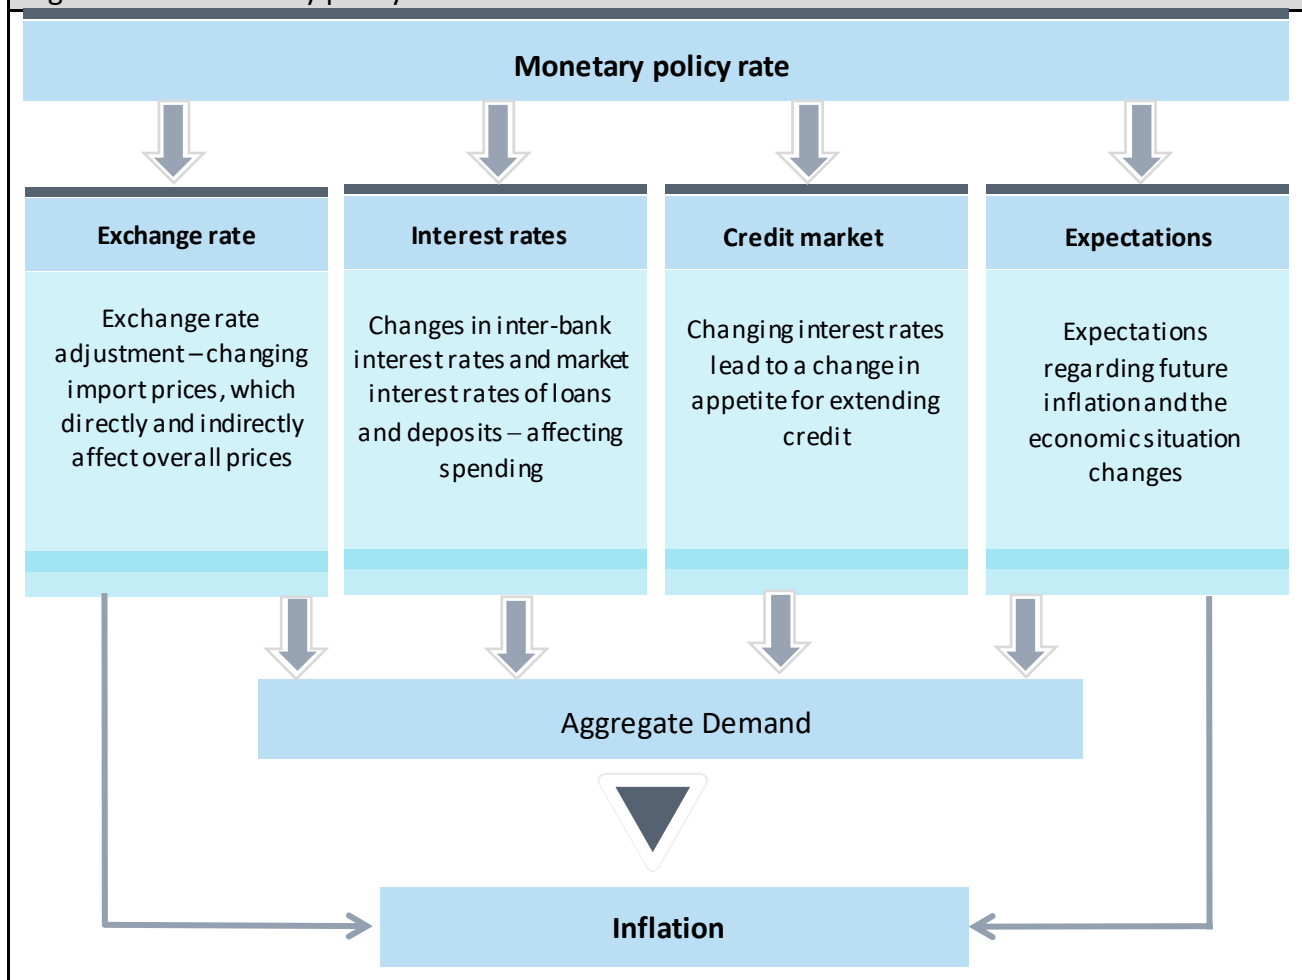 Monetary policy rate
Exchange rate
Interest rates
Credit market
Expectations
Exchange rate
adjustment – changing
import prices, which
directly and indirectly
affect overall prices
Changes in inter-bank
interest rates and market
interest rates of loans
and deposits – affecting
spending
Changing interest rates
lead to a change in
appetite for extending
credit
Expectations
regarding future
inflation and the
economic situation
changes
Aggregate Demand
Inflation